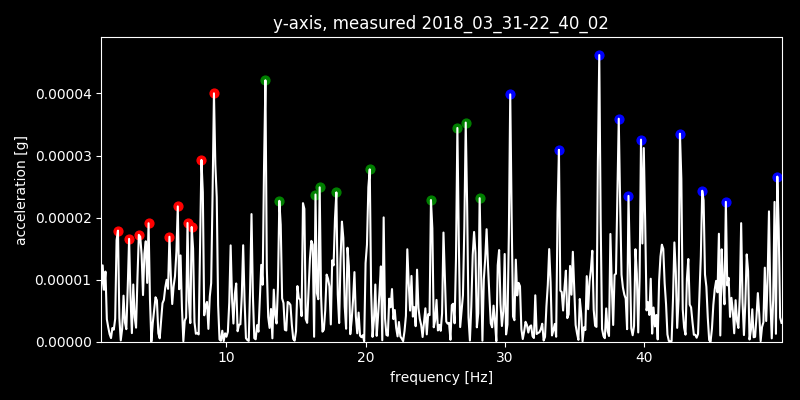 y-axis, measured 2018_03_31-22_40_02
acceleration [g]
0.00004
0.00003
0.00002
0.00001
0.00000
10 20 30 40
frequency [Hz]